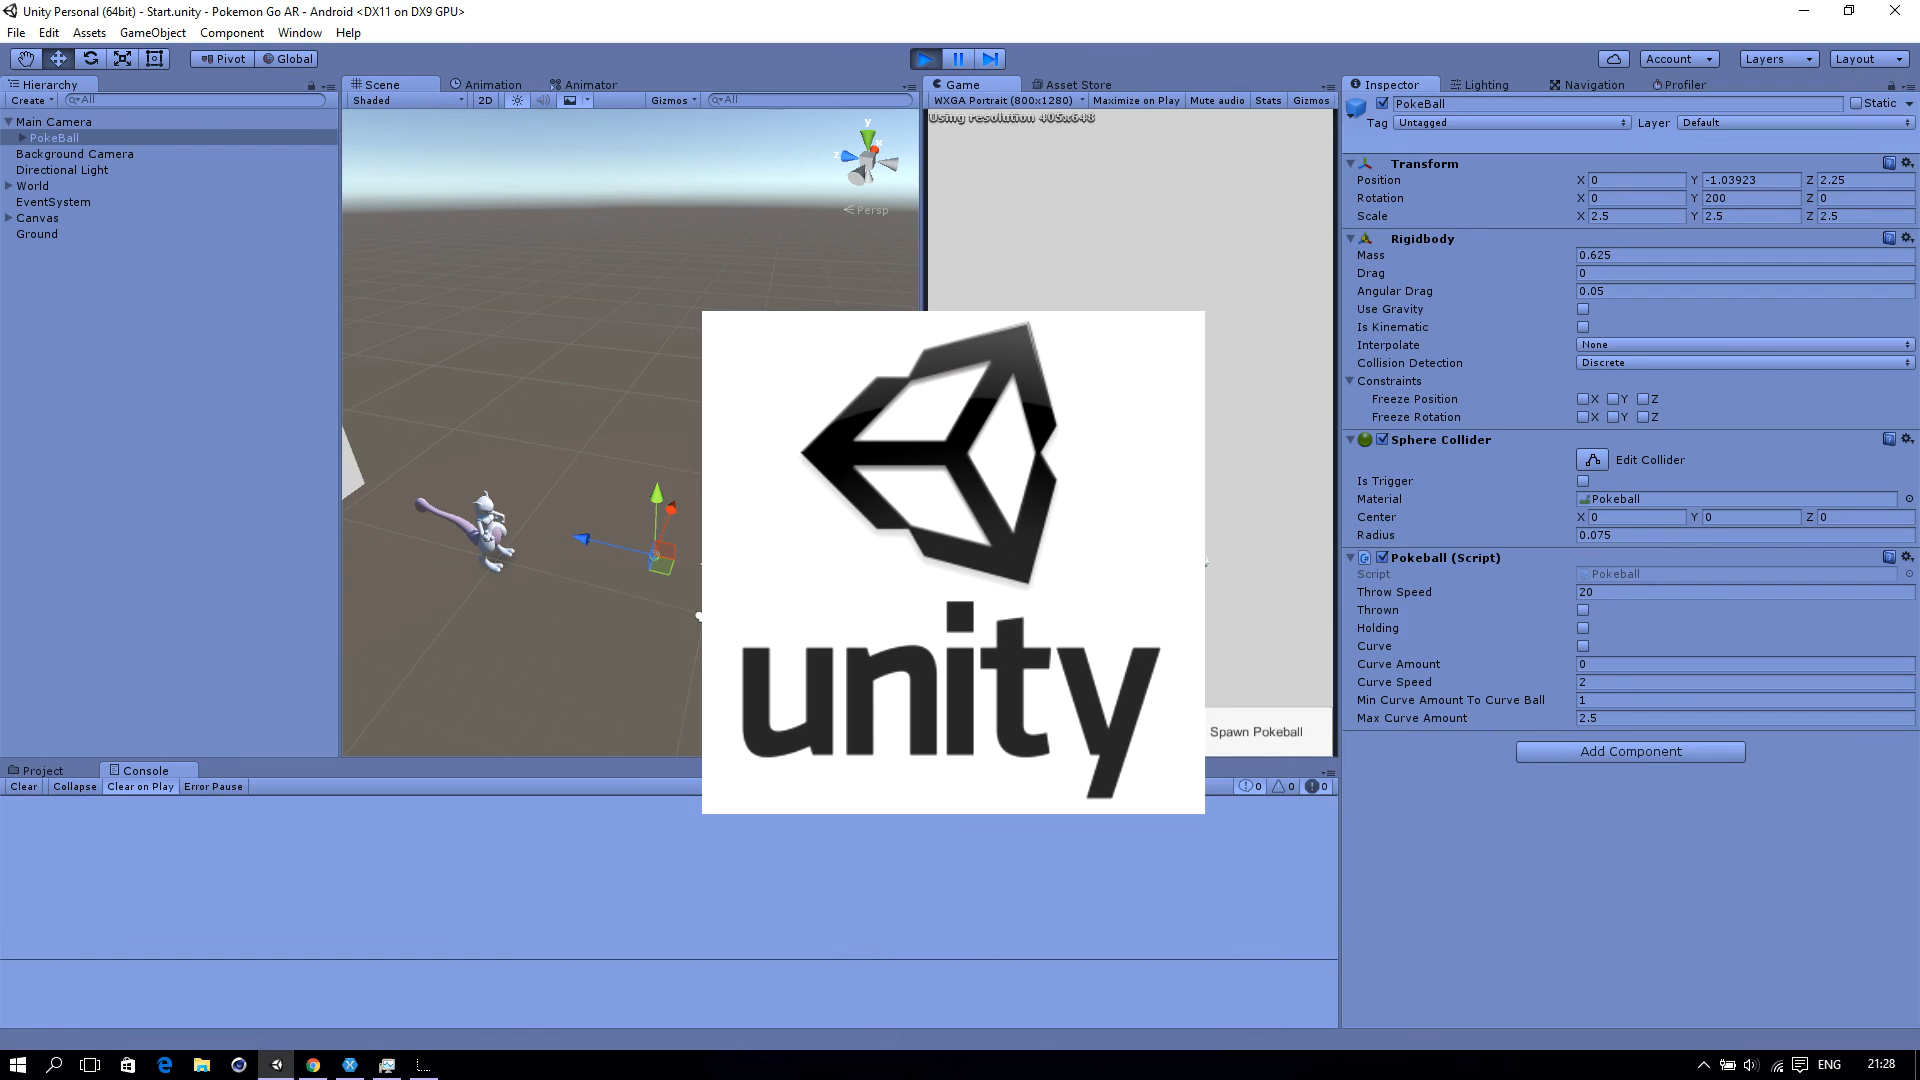 Unity Personal (64bit) - Start.unity - Pokemon Go AR - Android <DX11 on DX9 GPU>
File Edit Assets GameObject Component Window Help
Pivot Global Account Layers Layout
Hierarchy
Create All
Main Camera
PokeBall
Background Camera
Directional Light
World
EventSystem
Canvas
Ground
Scene Animation Animator
Shaded 2D Gizmos All
y
x
z
Persp
Game Asset Store
WXGA Portrait (800x1280) Maximize on Play Mute audio Stats Gizmos
Using resolution 405x648
unity
Spawn Pokeball
Inspector Lighting Navigation Profiler
PokeBall Static
Tag Untagged Layer Default
Transform
Position X 0 Y -1.03923 Z 2.25
Rotation X 0 Y 200 Z 0
Scale X 2.5 Y 2.5 Z 2.5
Rigidbody
Mass 0.625
Drag 0
Angular Drag 0.05
Use Gravity
Is Kinematic
Interpolate None
Collision Detection Discrete
Constraints
Freeze Position X Y Z
Freeze Rotation X Y Z
Sphere Collider
Edit Collider
Is Trigger
Material Pokeball
Center X 0 Y 0 Z 0
Radius 0.075
Pokeball (Script)
Script Pokeball
Throw Speed 20
Thrown
Holding
Curve
Curve Amount 0
Curve Speed 2
Min Curve Amount To Curve Ball 1
Max Curve Amount 2.5
Add Component
Project Console
Clear Collapse Clear on Play Error Pause 0 0 0
ENG 21:28